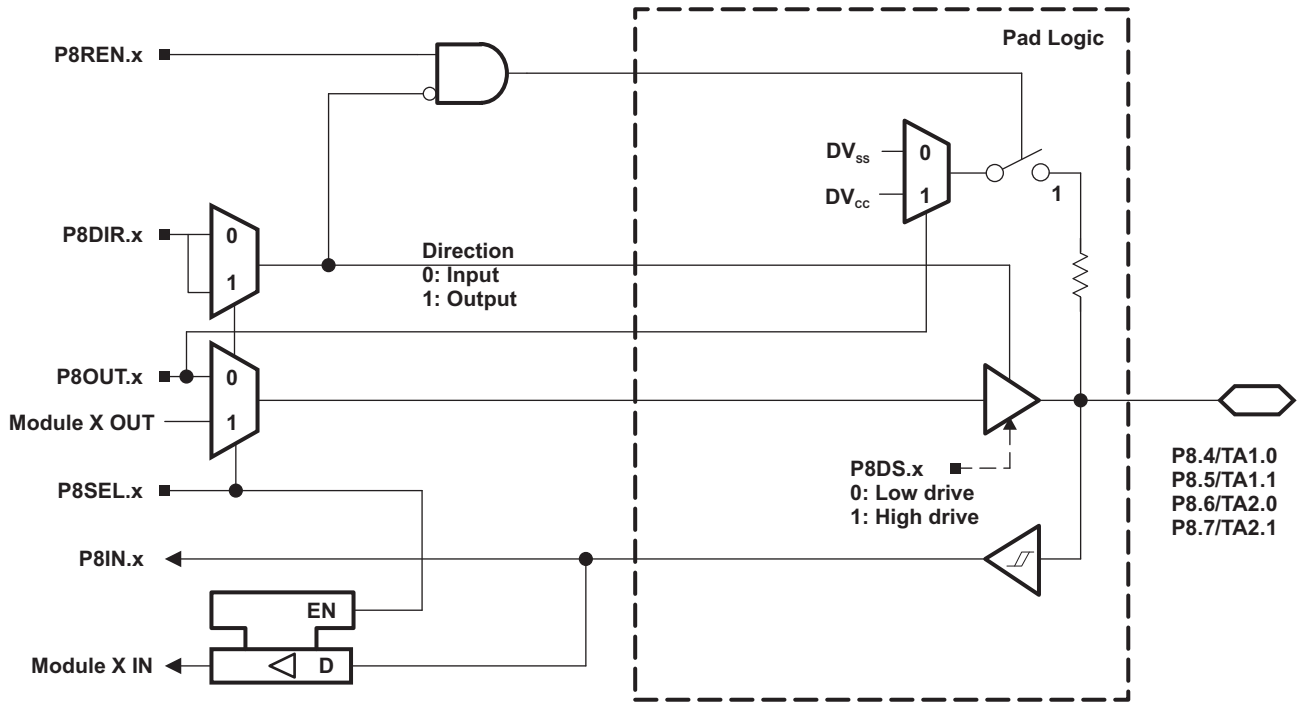 Pad Logic
P8REN.x
DVSS
0
DVCC
1
1
P8DIR.x
0
1
Direction
0: Input
1: Output
P8OUT.x
0
Module X OUT
1
P8DS.x
0: Low drive
1: High drive
P8.4/TA1.0
P8.5/TA1.1
P8.6/TA2.0
P8.7/TA2.1
P8SEL.x
P8IN.x
EN
Module X IN
D